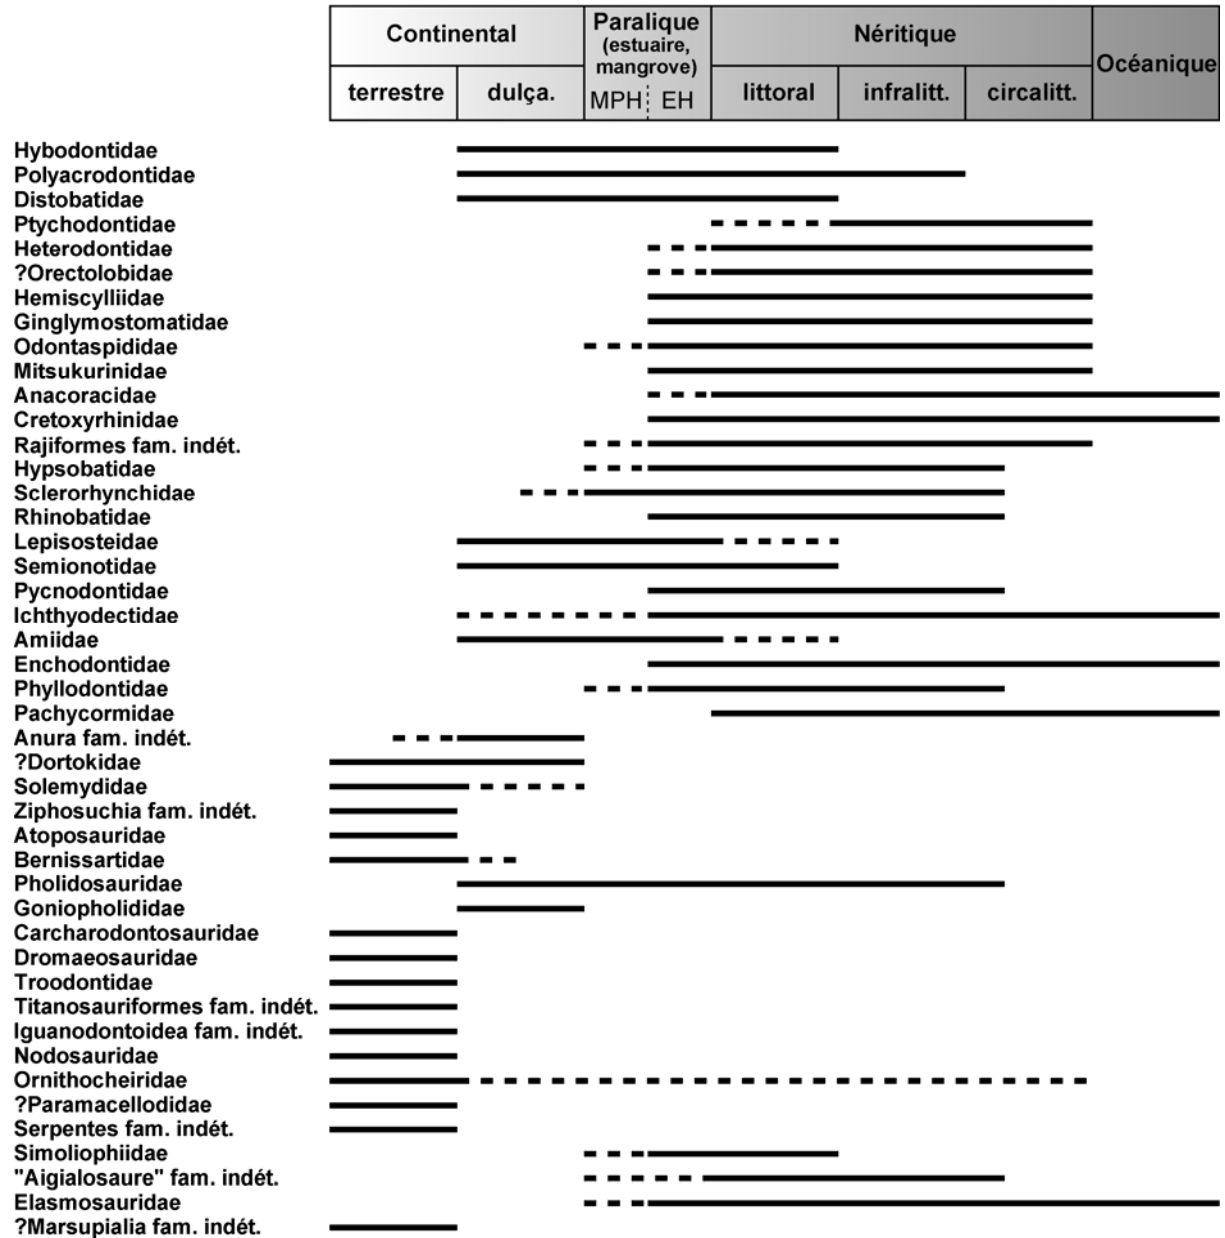 Continental
Paralique
(estuaire,
mangrove)
Néritique
Océanique
terrestre
dulça.
MPH
EH
littoral
infralitt.
circalitt.
Hybodontidae
Polyacrodontidae
Distobatidae
Ptychodontidae
Heterodontidae
?Orectolobidae
Hemiscylliidae
Ginglymostomatidae
Odontaspididae
Mitsukurinidae
Anacoracidae
Cretoxyrhinidae
Rajiformes fam. indét.
Hypsobatidae
Sclerorhynchidae
Rhinobatidae
Lepisosteidae
Semionotidae
Pycnodontidae
Ichthyodectidae
Amiidae
Enchodontidae
Phyllodontidae
Pachycormidae
Anura fam. indét.
?Dortokidae
Solemydidae
Ziphosuchia fam. indét.
Atoposauridae
Bernissartidae
Pholidosauridae
Goniopholididae
Carcharodontosauridae
Dromaeosauridae
Troodontidae
Titanosauriformes fam. indét.
Iguanodontoidea fam. indét.
Nodosauridae
Ornithocheiridae
?Paramacellodidae
Serpentes fam. indét.
Simoliophiidae
"Aigialosaure" fam. indét.
Elasmosauridae
?Marsupialia fam. indét.